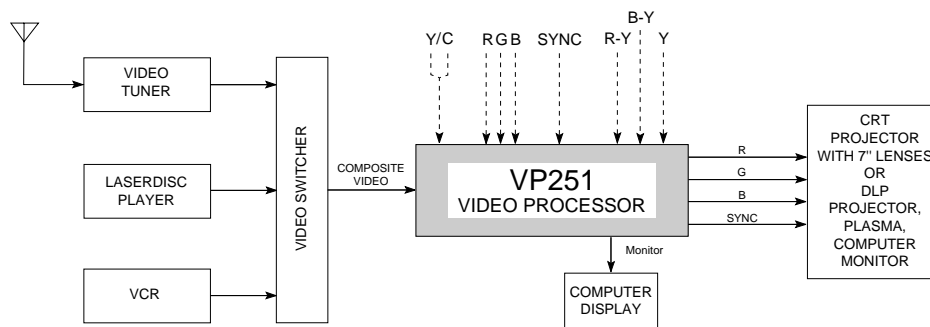 B-Y
Y/C R G B SYNC R-Y Y
VIDEO
TUNER
LASERDISC
PLAYER
VCR
VIDEO SWITCHER
COMPOSITE
VIDEO
VP251
VIDEO PROCESSOR
R
G
B
SYNC
Monitor
COMPUTER
DISPLAY
CRT
PROJECTOR
WITH 7" LENSES
OR
DLP
PROJECTOR,
PLASMA,
COMPUTER
MONITOR